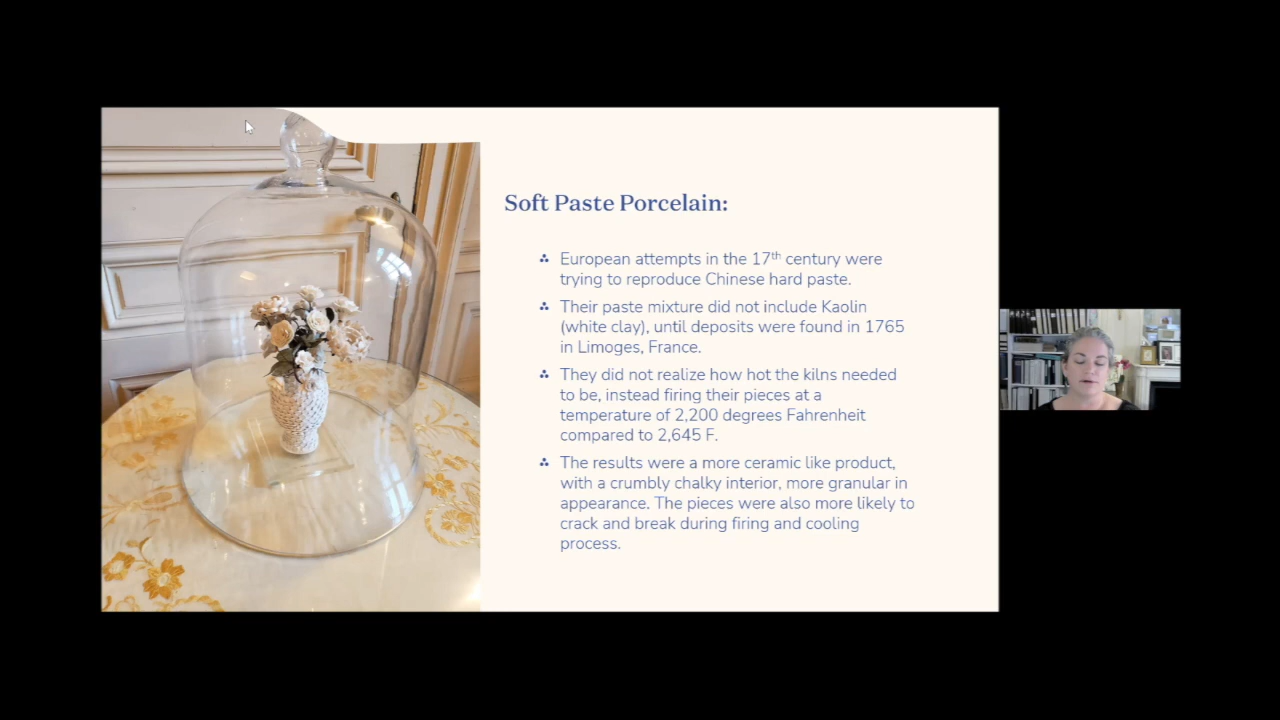 Soft Paste Porcelain:
European attempts in the 17th century were
trying to reproduce Chinese hard paste.
Their paste mixture did not include Kaolin
(white clay), until deposits were found in 1765
in Limoges, France.
They did not realize how hot the kilns needed
to be, instead firing their pieces at a
temperature of 2,200 degrees Fahrenheit
compared to 2,645 F.
The results were a more ceramic like product,
with a crumbly chalky interior, more granular in
appearance. The pieces were also more likely to
crack and break during firing and cooling
process.